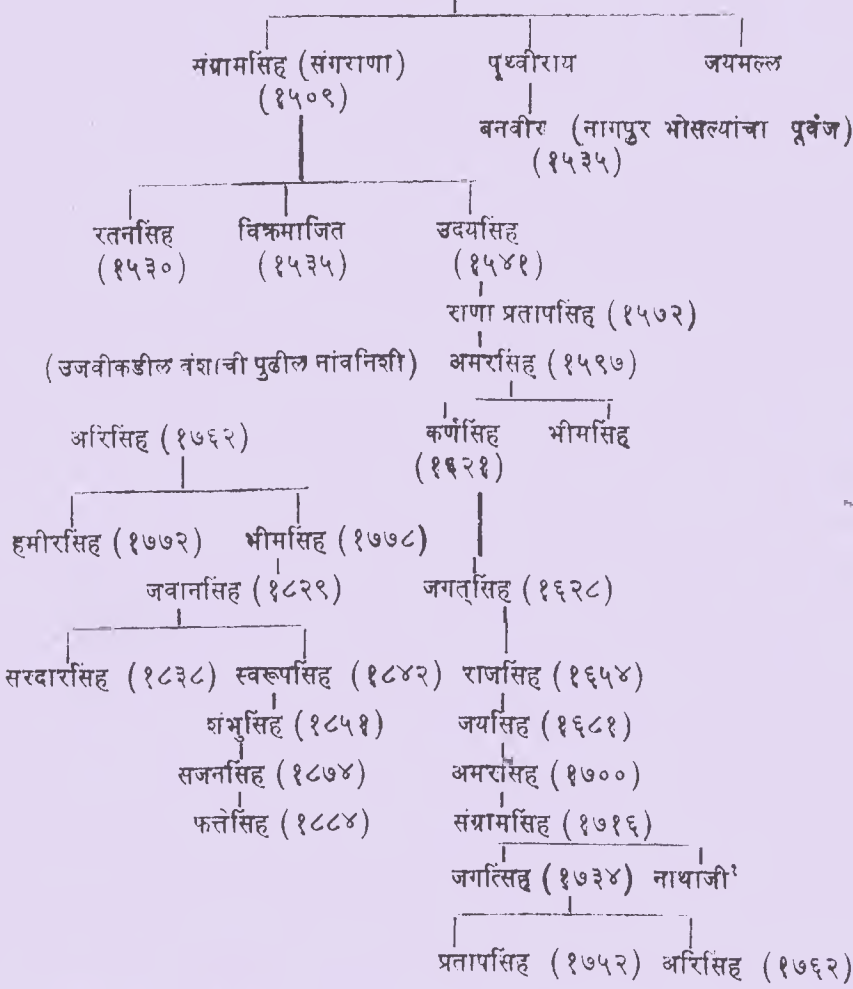 संग्रामसिंह (संगराणा) पृथ्वीराय जयमल्ल
(१५०९)
बनवीर (नागपुर भोसल्यांचा पूर्वज)
(१५३५)
रतनसिंह विक्रमाजित उदयसिंह
(१५३०) (१५३५) (१५४१)
राणा प्रतापसिंह (१५७२)
(उजवीकडील वंशाची पुढील नांवनिशी) अमरसिंह (१५९७)
अरिसिंह (१७६२) कर्णसिंह भीमसिंह
(१६२१)
हमीरसिंह (१७७२) भीमसिंह (१७७८)
जवानसिंह (१८२९) जगत्सिंह (१६२८)
सरदारसिंह (१८३८) स्वरूपसिंह (१८४२) राजसिंह (१६५४)
शंभुसिंह (१८५१) जयसिंह (१६८१)
सजनसिंह (१८७४) अमरसिंह (१७००)
फत्तेसिंह (१८८४) संग्रामसिंह (१७१६)
जगत्सिंह (१७३४) नाथाजी¹
प्रतापसिंह (१७५२) अरिसिंह (१७६२)